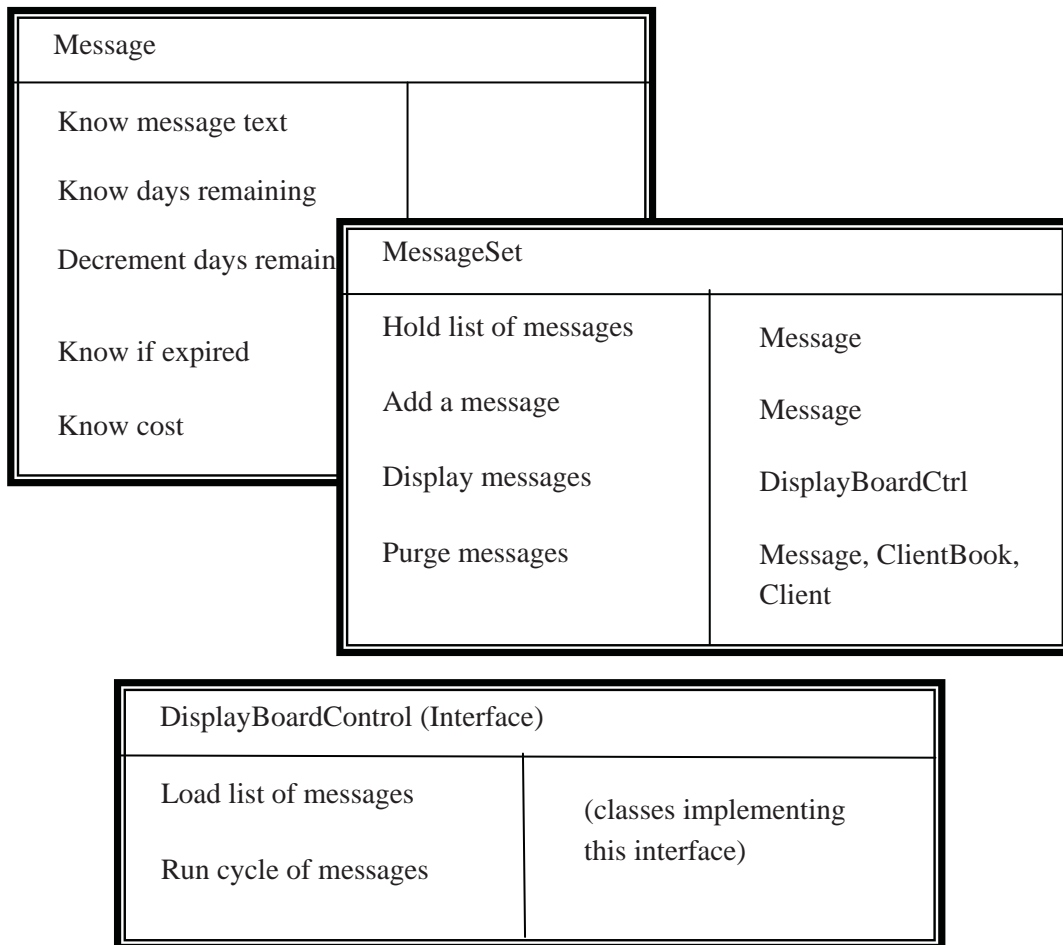 Message
Know message text
Know days remaining
Decrement days remain
Know if expired
Know cost
MessageSet
Hold list of messages
Message
Add a message
Message
Display messages
DisplayBoardCtrl
Purge messages
Message, ClientBook,
Client
DisplayBoardControl (Interface)
Load list of messages
(classes implementing
this interface)
Run cycle of messages